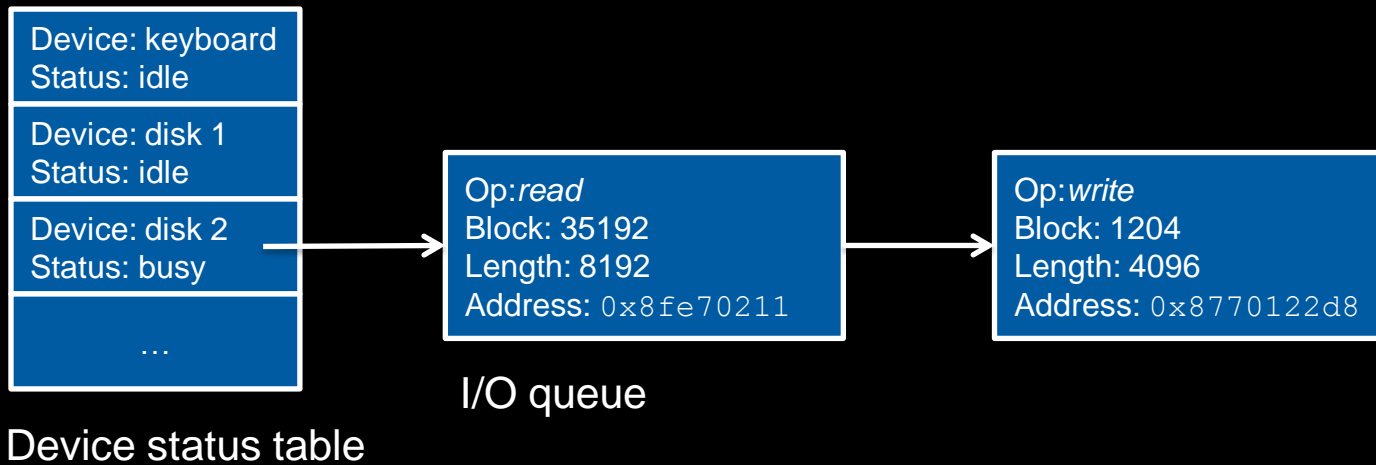 Device: keyboard
Status: idle
Device: disk 1
Status: idle
Device: disk 2
Status: busy
…
Device status table
Op:read
Block: 35192
Length: 8192
Address: 0x8fe70211
I/O queue
Op:write
Block: 1204
Length: 4096
Address: 0x8770122d8